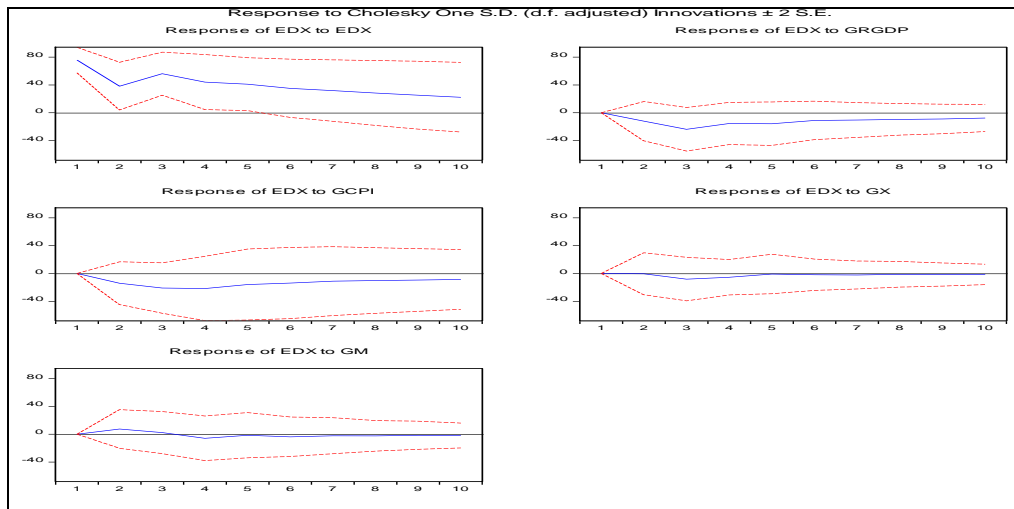 Response to Cholesky One S.D. (d.f. adjusted) Innovations ± 2 S.E.
Response of EDX to EDX
80
40
0
-40
1 2 3 4 5 6 7 8 9 10
Response of EDX to GRGDP
80
40
0
-40
1 2 3 4 5 6 7 8 9 10
Response of EDX to GCPI
80
40
0
-40
1 2 3 4 5 6 7 8 9 10
Response of EDX to GX
80
40
0
-40
1 2 3 4 5 6 7 8 9 10
Response of EDX to GM
80
40
0
-40
1 2 3 4 5 6 7 8 9 10